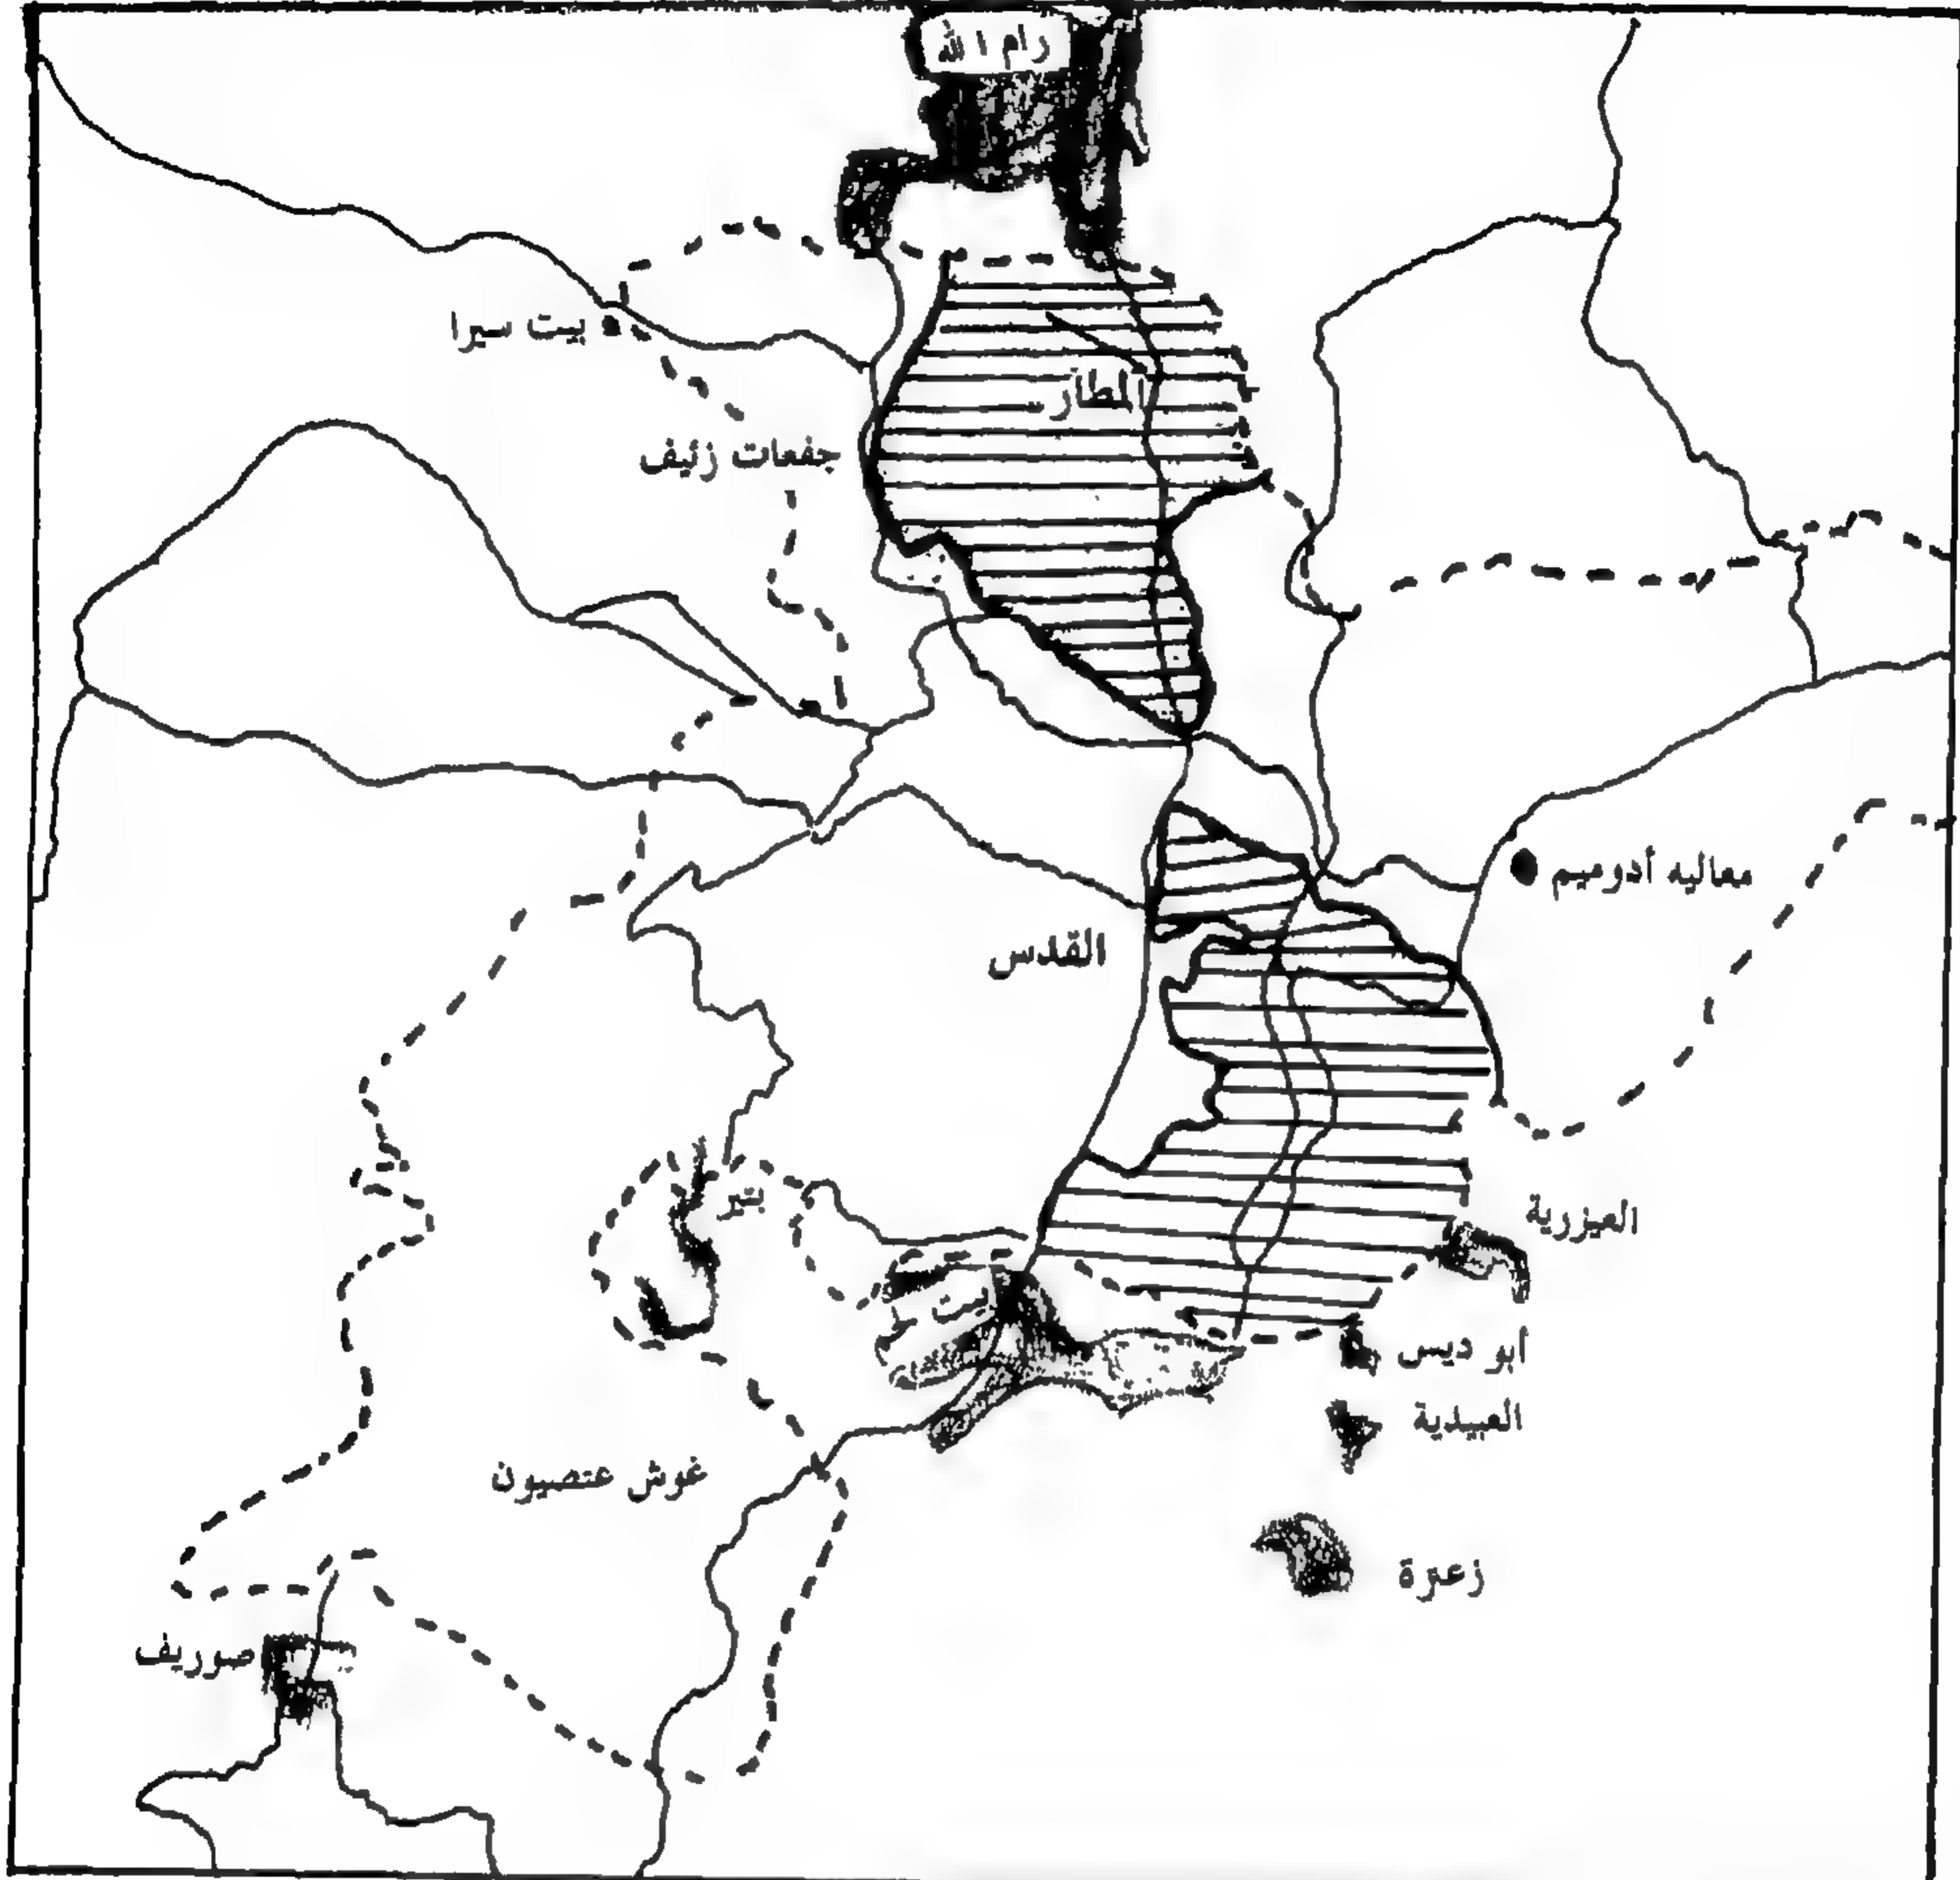 رام الله
بيت سيرا
المطار
جفعات زئيف
معاليه أدوميم
القدس
بتير
العيزرية
بيت
أبو ديس
العبيدية
غوش عتصيون
زعترة
صوريف